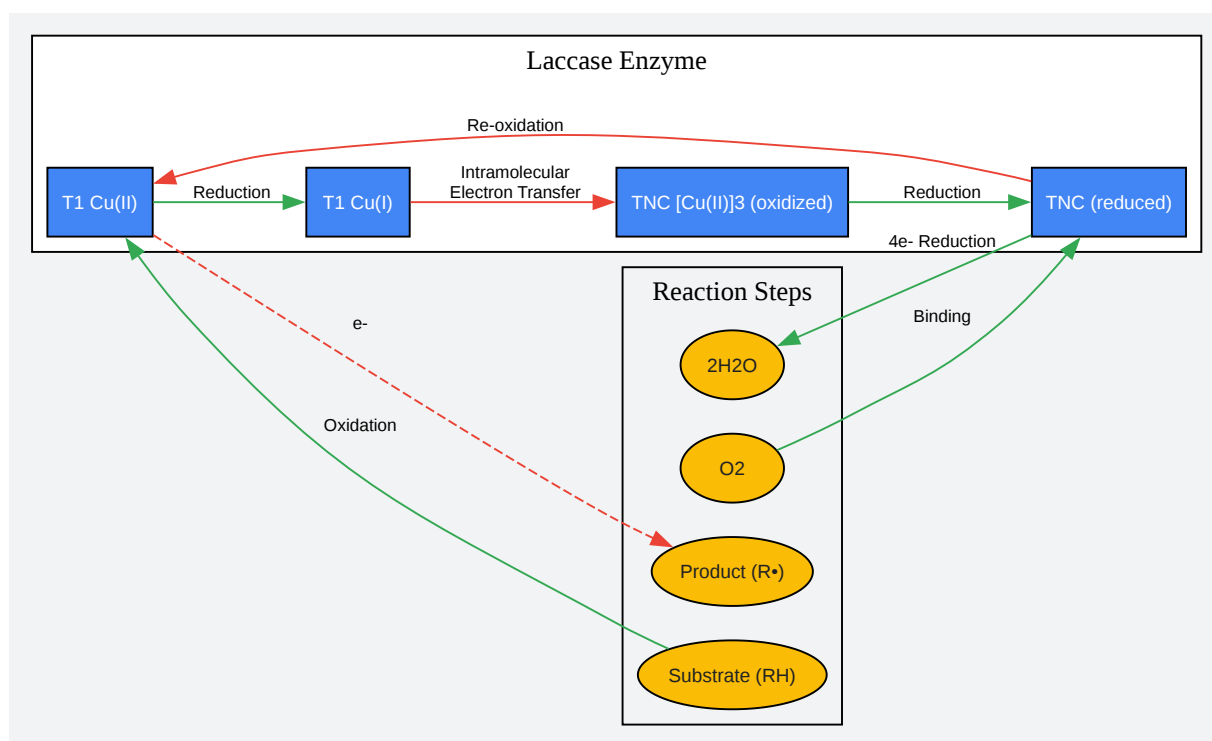 Laccase Enzyme
Re-oxidation
T1 Cu(II)
Reduction
T1 Cu(I)
Intramolecular
Electron Transfer
TNC [Cu(II)]3 (oxidized)
Reduction
TNC (reduced)
4e- Reduction
Reaction Steps
Binding
e-
2H2O
Oxidation
O2
Product (R•)
Substrate (RH)